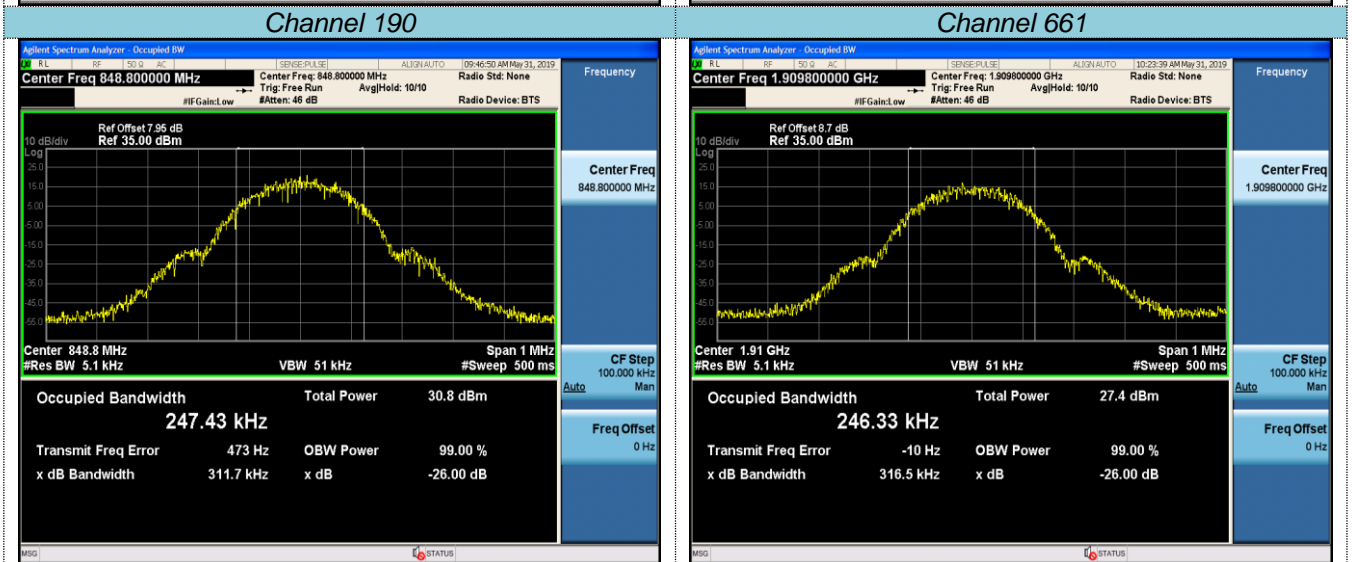 Channel 190
Agilent Spectrum Analyzer - Occupied BW
RL RF 50 Ω AC SENSE:PULSE ALIGN AUTO 09:46:50 AM May 31, 2019
Center Freq 848.800000 MHz
Center Freq: 848.800000 MHz
Radio Std: None
Trig: Free Run Avg|Hold: 10/10
#IFGain:Low #Atten: 46 dB Radio Device: BTS
Frequency
Ref Offset 7.95 dB
10 dB/div Ref 35.00 dBm
Log
25.0
15.0
5.00
-5.00
-15.0
-25.0
-35.0
-45.0
-55.0
Center 848.8 MHz Span 1 MHz
#Res BW 5.1 kHz VBW 51 kHz #Sweep 500 ms
Center Freq
848.800000 MHz
CF Step
100.000 kHz
Auto Man
Freq Offset
0 Hz
Occupied Bandwidth Total Power 30.8 dBm
247.43 kHz
Transmit Freq Error 473 Hz OBW Power 99.00 %
x dB Bandwidth 311.7 kHz x dB -26.00 dB
MSG STATUS
Channel 661
Agilent Spectrum Analyzer - Occupied BW
RL RF 50 Ω AC SENSE:PULSE ALIGN AUTO 10:23:39 AM May 31, 2019
Center Freq 1.909800000 GHz
Center Freq: 1.909800000 GHz
Radio Std: None
Trig: Free Run Avg|Hold: 10/10
#IFGain:Low #Atten: 46 dB Radio Device: BTS
Frequency
Ref Offset 8.7 dB
10 dB/div Ref 35.00 dBm
Log
25.0
15.0
5.00
-5.00
-15.0
-25.0
-35.0
-45.0
-55.0
Center 1.91 GHz Span 1 MHz
#Res BW 5.1 kHz VBW 51 kHz #Sweep 500 ms
Center Freq
1.909800000 GHz
CF Step
100.000 kHz
Auto Man
Freq Offset
0 Hz
Occupied Bandwidth Total Power 27.4 dBm
246.33 kHz
Transmit Freq Error -10 Hz OBW Power 99.00 %
x dB Bandwidth 316.5 kHz x dB -26.00 dB
MSG STATUS